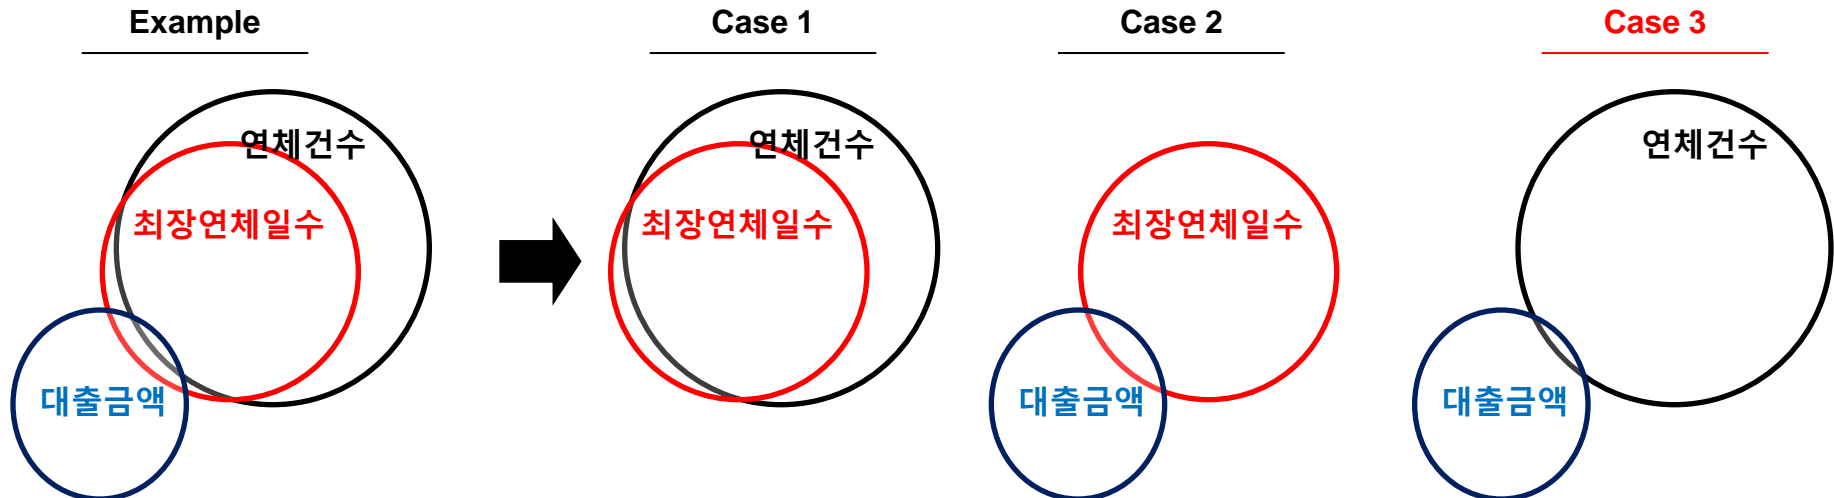 Example
연체건수
최장연체일수
대출금액
Case 1
연체건수
최장연체일수
Case 2
최장연체일수
대출금액
Case 3
연체건수
대출금액